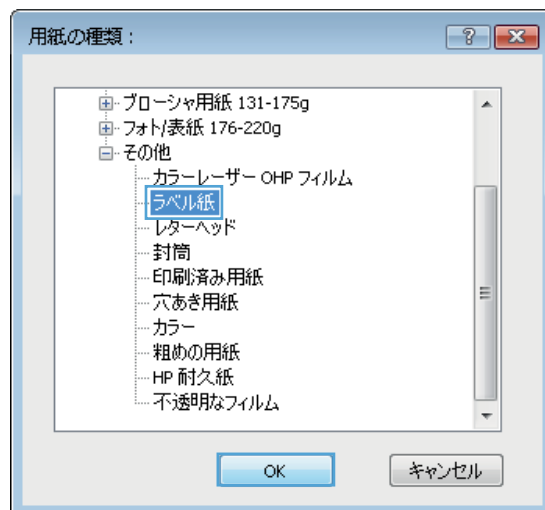 用紙の種類：
?
ブローシャ用紙 131-175g
フォト/表紙 176-220g
その他
カラーレーザー OHP フィルム
ラベル紙
レターヘッド
封筒
印刷済み用紙
穴あき用紙
カラー
粗めの用紙
HP 耐久紙
不透明なフィルム
OK キャンセル